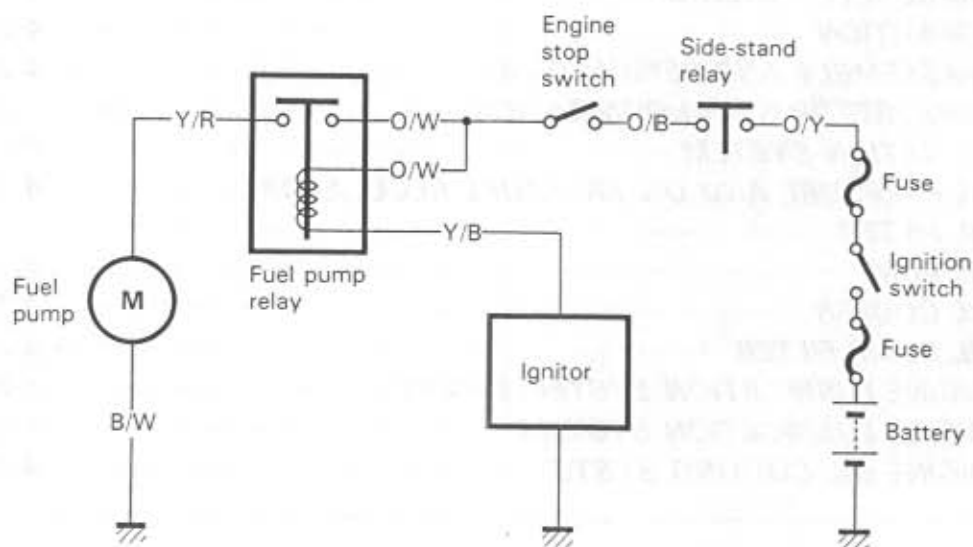 Engine
stop
switch
Side-stand
relay
Y/R
O/W
O/B
O/Y
O/W
Fuse
Y/B
Fuel pump
relay
Ignition
switch
Fuel
pump
M
Fuse
Ignitor
B/W
Battery